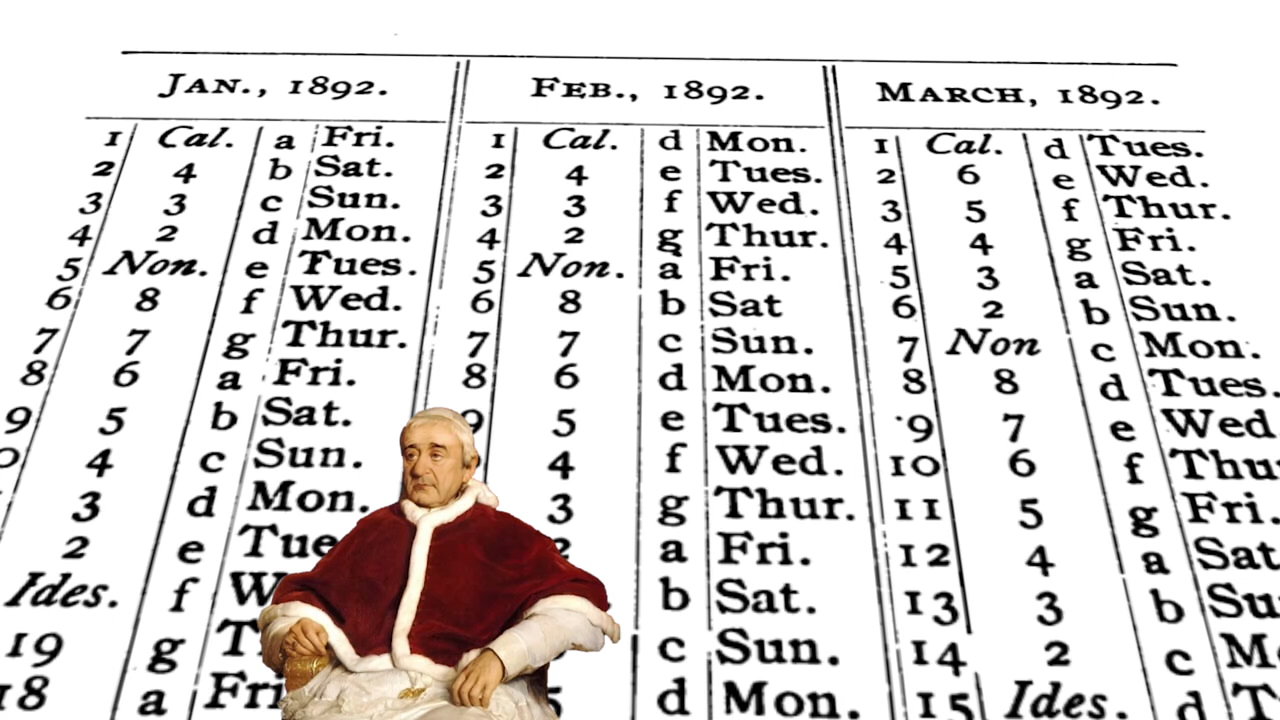 JAN., 1892. FEB., 1892. MARCH, 1892.
1 Cal. a Fri. 1 Cal. d Mon. 1 Cal. d Tues.
2 4 b Sat. 2 4 e Tues. 2 6 e Wed.
3 3 c Sun. 3 3 f Wed. 3 5 f Thur.
4 2 d Mon. 4 2 g Thur. 4 4 g Fri.
5 Non. e Tues. 5 Non. a Fri. 5 3 a Sat.
6 8 f Wed. 6 8 b Sat 6 2 b Sun.
7 7 g Thur. 7 7 c Sun. 7 Non c Mon.
8 6 a Fri. 8 6 d Mon. 8 8 d Tues.
9 5 b Sat. 9 5 e Tues. 9 7 e Wed
4 c Sun. 4 f Wed. 10 6 f Thu
3 d Mon. 3 g Thur. 11 5 g Fri.
2 e Tue 2 a Fri. 12 4 a Sat
Ides. f b Sat. 13 3 b Su
19 g c Sun. 14 2 c
18 a Fri d Mon. 15 Ides. d